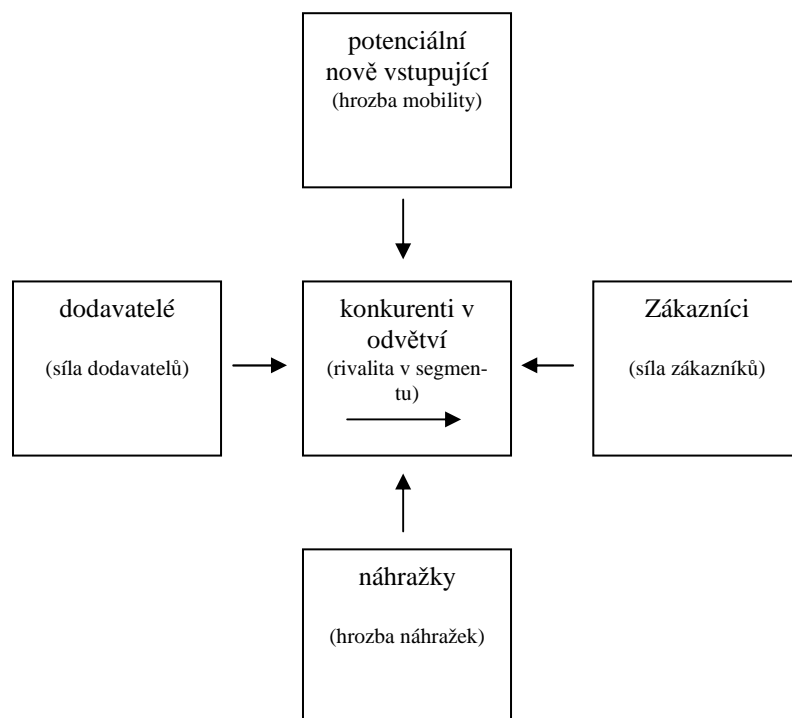 potenciální
nově vstupující
(hrozba mobility)
dodavatelé
(síla dodavatelů)
konkurenti v
odvětví
(rivalita v segmen-
tu)
Zákazníci
(síla zákazníků)
náhražky
(hrozba náhražek)